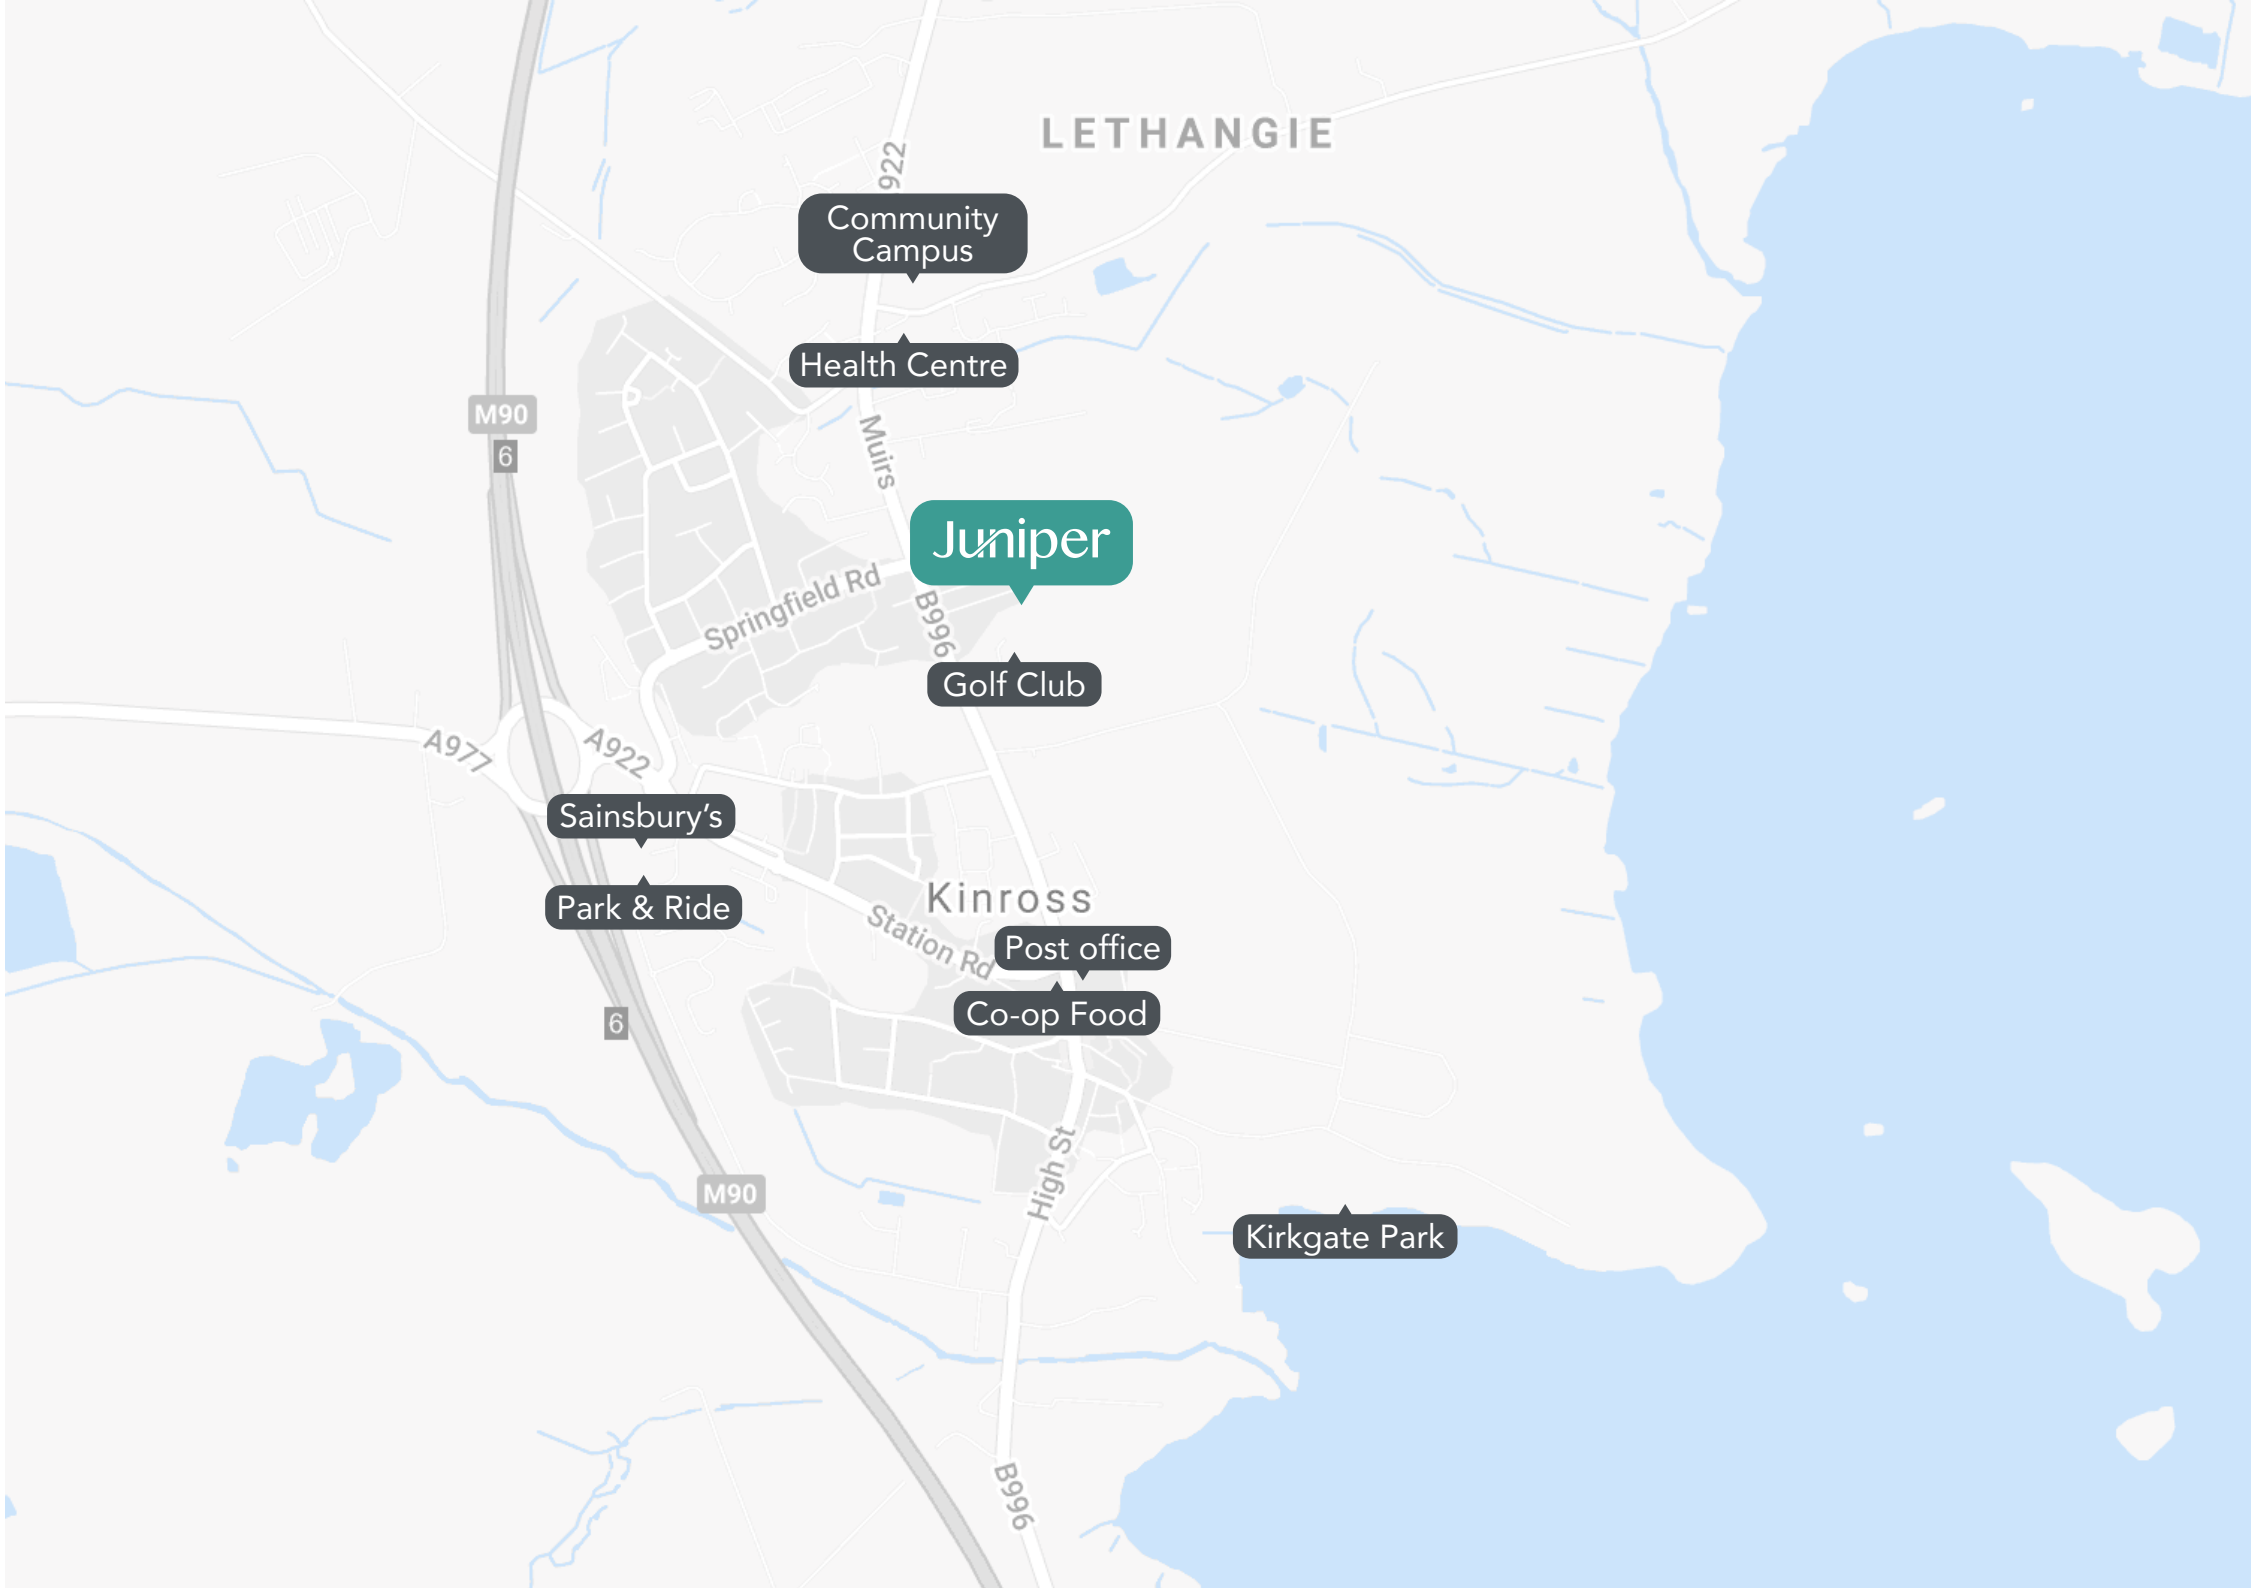 LETHANGIE
922
Community
Campus
Health Centre
M90
6
Muirs
Juniper
Springfield Rd
B996
Golf Club
A977
A922
Sainsbury's
Park & Ride
Kinross
Station Rd
Post office
Co-op Food
6
High St
M90
Kirkgate Park
B996